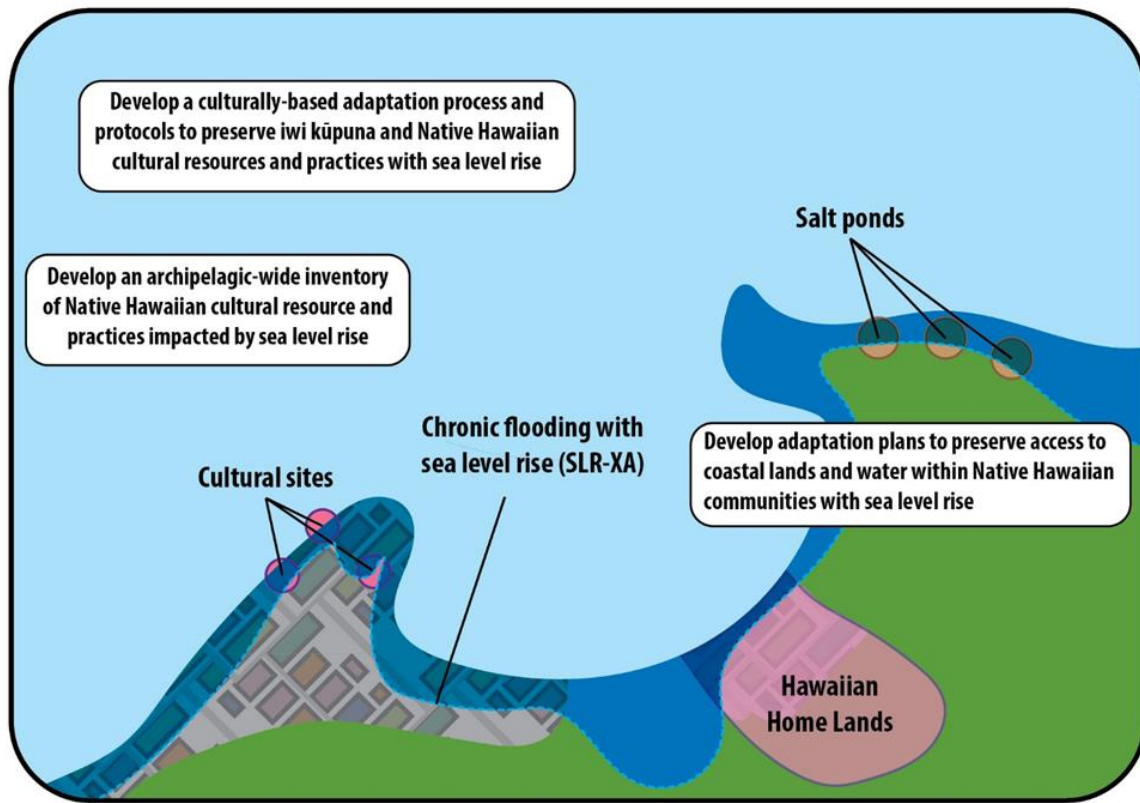 Develop a culturally-based adaptation process and
protocols to preserve iwi kūpuna and Native Hawaiian
cultural resources and practices with sea level rise
Salt ponds
Develop an archipelagic-wide inventory
of Native Hawaiian cultural resource and
practices impacted by sea level rise
Chronic flooding with
sea level rise (SLR-XA)
Develop adaptation plans to preserve access to
coastal lands and water within Native Hawaiian
communities with sea level rise
Cultural sites
Hawaiian
Home Lands